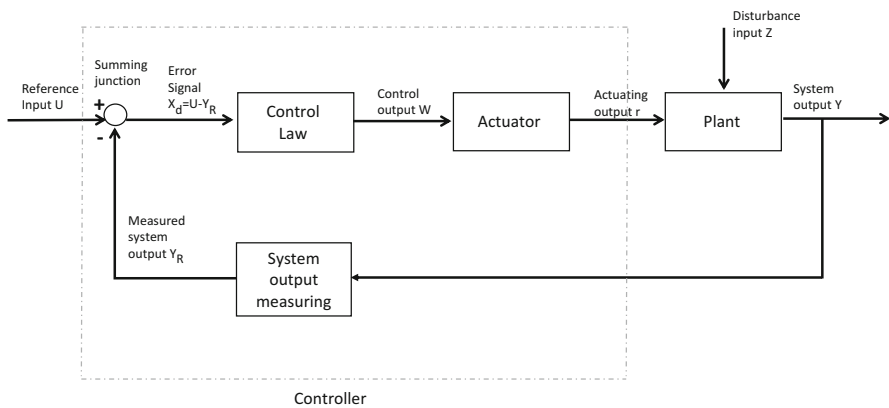 Disturbance
input Z
Summing
junction
Reference
Input U
Error
Signal
X_d=U-Y_R
Control
output W
Actuating
output r
System
output Y
+
-
Control
Law
Actuator
Plant
Measured
system
output Y_R
System
output
measuring
Controller